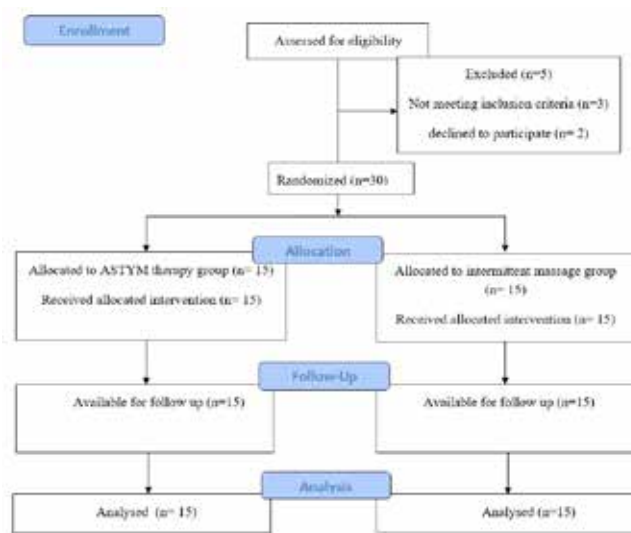 Enrollment
Assessed for eligibility
Excluded (n=5)
Not meeting inclusion criteria (n=3)
declined to participate (n= 2)
Randomized (n=30)
Allocation
Allocated to ASTYM therapy group (n= 15)
Received allocated intervention (n= 15)
Allocated to intermittent massage group
(n= 15)
Received allocated intervention (n= 15)
Follow-Up
Available for follow up (n=15)
Available for follow up (n=15)
Analysis
Analysed (n= 15)
Analysed (n=15)